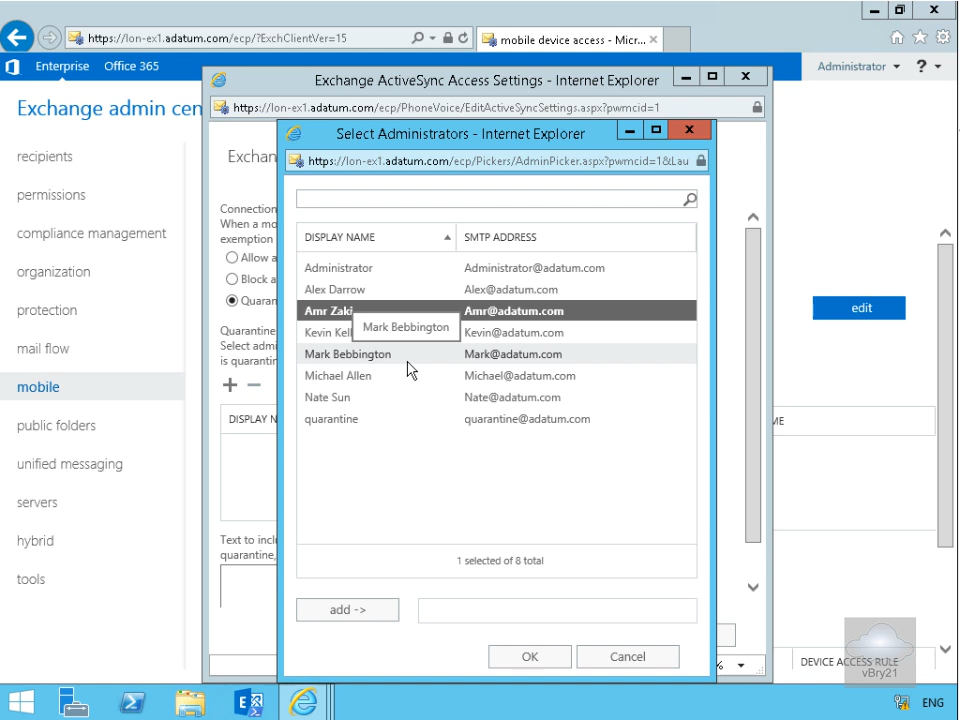 https://lon-ex1.adatum.com/ecp/?ExchClientVer=15
mobile device access - Micr...
Enterprise Office 365
Administrator ?
Exchange ActiveSync Access Settings - Internet Explorer
https://lon-ex1.adatum.com/ecp/PhoneVoice/EditActiveSyncSettings.aspx?pwmcid=1
Exchange admin cen
recipients
permissions
compliance management
organization
protection
mail flow
mobile
public folders
unified messaging
servers
hybrid
tools
Exchan
Connection
When a mo
exemption
Allow a
Block a
Quaran
Quarantine
Select admi
is quarantin
DISPLAY N
Text to incl
quarantine,
Select Administrators - Internet Explorer
https://lon-ex1.adatum.com/ecp/Pickers/AdminPicker.aspx?pwmcid=1&Lau
DISPLAY NAME SMTP ADDRESS
Administrator Administrator@adatum.com
Alex Darrow Alex@adatum.com
Amr Zaki Amr@adatum.com
Kevin Kell Kevin@adatum.com
Mark Bebbington
Mark Bebbington Mark@adatum.com
Michael Allen Michael@adatum.com
Nate Sun Nate@adatum.com
quarantine quarantine@adatum.com
1 selected of 8 total
add ->
OK Cancel
edit
ME
%
DEVICE ACCESS RULE
vBry21
ENG